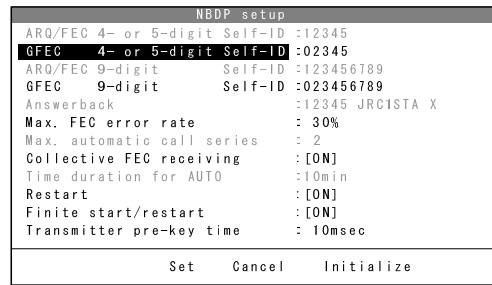 NBDP setup
ARQ/FEC 4- or 5-digit Self-ID :12345
GFEC 4- or 5-digit Self-ID :02345
ARQ/FEC 9-digit Self-ID :123456789
GFEC 9-digit Self-ID :023456789
Answerback :12345 JRC1STA X
Max. FEC error rate : 30%
Max. automatic call series : 2
Collective FEC receiving :[ON]
Time duration for AUTO :10min
Restart :[ON]
Finite start/restart :[ON]
Transmitter pre-key time : 10msec
Set Cancel Initialize